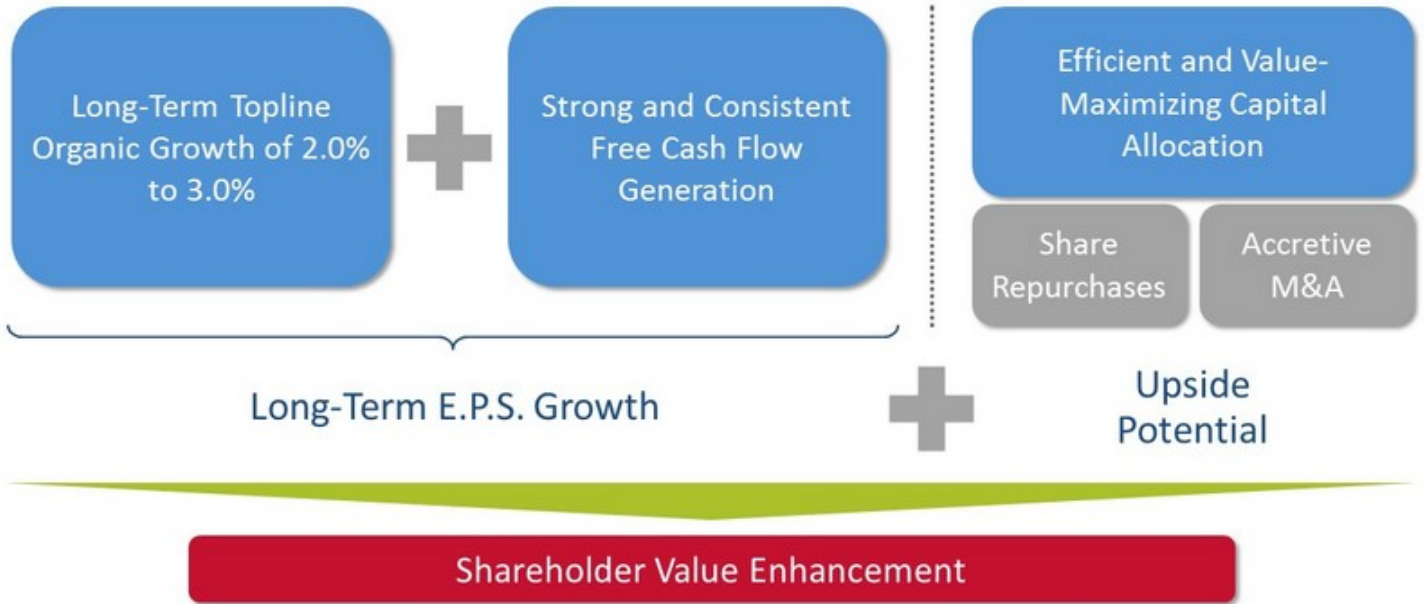 Long-Term Topline
Organic Growth of 2.0%
to 3.0%
Strong and Consistent
Free Cash Flow
Generation
Efficient and Value-
Maximizing Capital
Allocation
Share
Repurchases
Accretive
M&A
Long-Term E.P.S. Growth
Upside
Potential
Shareholder Value Enhancement